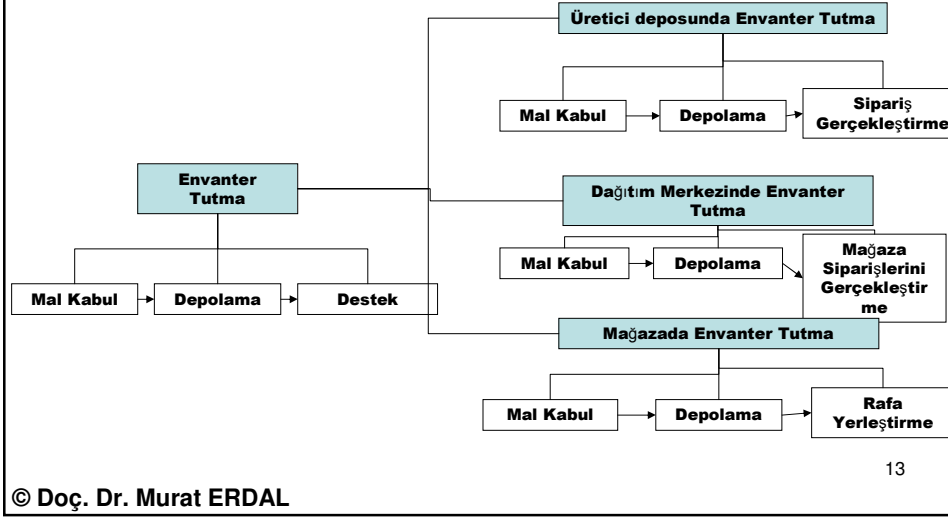 Üretici deposunda Envanter Tutma
Mal Kabul
Depolama
Sipariş
Gerçekleştirme
Envanter
Tutma
Mal Kabul
Depolama
Destek
Dağıtım Merkezinde Envanter
Tutma
Mal Kabul
Depolama
Mağaza
Siparişlerini
Gerçekleştir
me
Mağazada Envanter Tutma
Mal Kabul
Depolama
Rafa
Yerleştirme
13
© Doç. Dr. Murat ERDAL